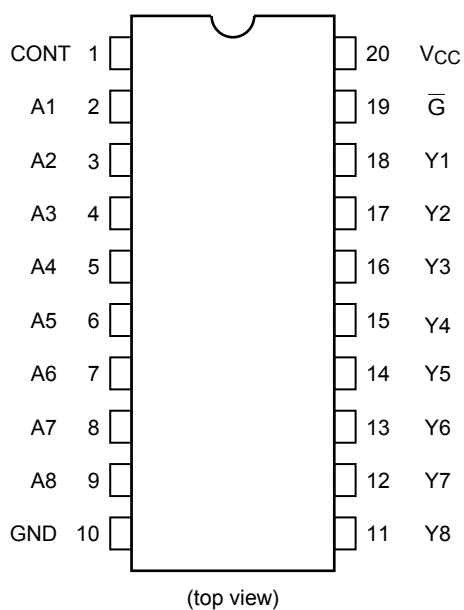 CONT 1 20 VCC
A1 2 19 G̅
A2 3 18 Y1
A3 4 17 Y2
A4 5 16 Y3
A5 6 15 Y4
A6 7 14 Y5
A7 8 13 Y6
A8 9 12 Y7
GND 10 11 Y8
(top view)